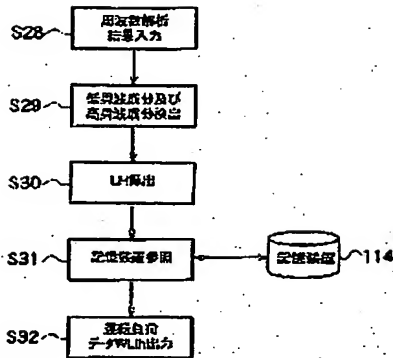 S28
周波数解析
結果入力
S29
低周波成分及び
高周波成分検出
S30
LH算出
S31
記憶装置参照
記憶装置
114
S32
運転負荷
データWLlh出力